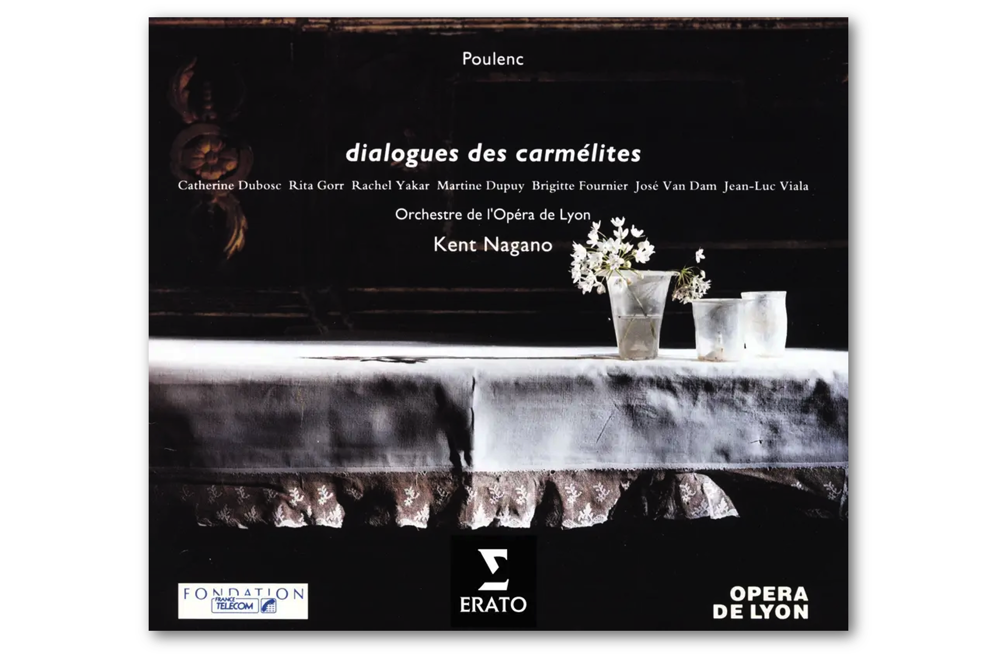 Poulenc
dialogues des carmélites
Catherine Dubosc Rita Gorr Rachel Yakar Martine Dupuy Brigitte Fournier José Van Dam Jean-Luc Viala
Orchestre de l'Opéra de Lyon
Kent Nagano
FONDATION
FRANCE
TELECOM
ERATO
OPERA
DE LYON